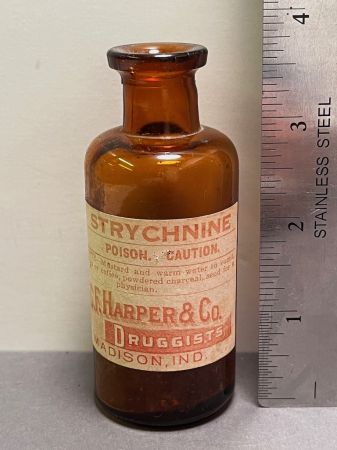 STRYCHNINE
POISON. CAUTION.
Mustard and warm water to
or coffee, powdered charcoal, send for a
physician.
HARPER & Co.
DRUGGISTS
MADISON, IND.
4
3
2
1
STAINLESS STEEL